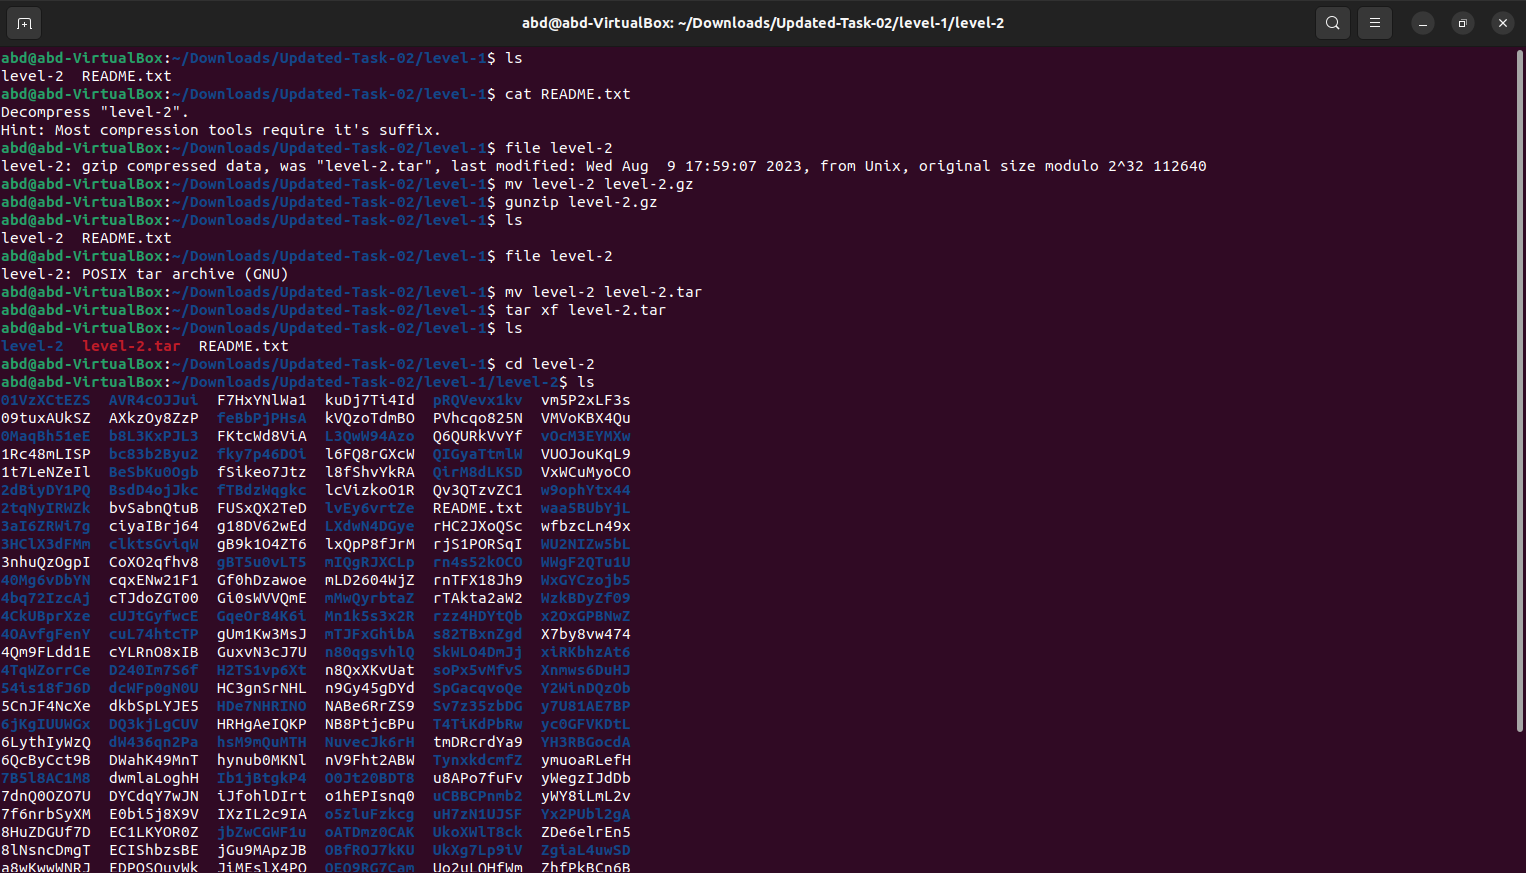 abd@abd-VirtualBox: ~/Downloads/Updated-Task-02/level-1/level-2
abd@abd-VirtualBox:~/Downloads/Updated-Task-02/level-1$ ls
level-2  README.txt
abd@abd-VirtualBox:~/Downloads/Updated-Task-02/level-1$ cat README.txt
Decompress "level-2".
Hint: Most compression tools require it's suffix.
abd@abd-VirtualBox:~/Downloads/Updated-Task-02/level-1$ file level-2
level-2: gzip compressed data, was "level-2.tar", last modified: Wed Aug  9 17:59:07 2023, from Unix, original size modulo 2^32 112640
abd@abd-VirtualBox:~/Downloads/Updated-Task-02/level-1$ mv level-2 level-2.gz
abd@abd-VirtualBox:~/Downloads/Updated-Task-02/level-1$ gunzip level-2.gz
abd@abd-VirtualBox:~/Downloads/Updated-Task-02/level-1$ ls
level-2  README.txt
abd@abd-VirtualBox:~/Downloads/Updated-Task-02/level-1$ file level-2
level-2: POSIX tar archive (GNU)
abd@abd-VirtualBox:~/Downloads/Updated-Task-02/level-1$ mv level-2 level-2.tar
abd@abd-VirtualBox:~/Downloads/Updated-Task-02/level-1$ tar xf level-2.tar
abd@abd-VirtualBox:~/Downloads/Updated-Task-02/level-1$ ls
level-2  level-2.tar  README.txt
abd@abd-VirtualBox:~/Downloads/Updated-Task-02/level-1$ cd level-2
abd@abd-VirtualBox:~/Downloads/Updated-Task-02/level-1/level-2$ ls
01VzXCtEZS  AVR4cOJJui  F7HxYNlWa1  kuDj7Ti4Id  pRQVevx1kv  vm5P2xLF3s
09tuxAUkSZ  AXkzOy8ZzP  feBbPjPHsA  kVQzoTdmBO  PVhcqo825N  VMVoKBX4Qu
0MaqBh51eE  b8L3KxPJL3  FKtcWd8ViA  L3QwW94Azo  Q6QURkVvYf  vOcM3EYMXw
1Rc48mLISP  bc83b2Byu2  fky7p46DOi  l6FQ8rGXcW  QIGyaTtmlW  VUOJouKqL9
1t7LeNZeIl  BeSbKu0Ogb  fSikeo7Jtz  l8fShvYkRA  QirM8dLKSD  VxWCuMyoCO
2dBiyDY1PQ  BsdD4ojJkc  fTBdzWqgkc  lcVizkoO1R  Qv3QTzvZC1  w9ophYtx44
2tqNyIRWZk  bvSabnQtuB  FUSxQX2TeD  lvEy6vrtZe  README.txt  waa5BUbYjL
3aI6ZRWi7g  ciyaIBrj64  g18DV62wEd  LXdwN4DGye  rHC2JXoQSc  wfbzcLn49x
3HClX3dFMm  clktsGviqW  gB9k1O4ZT6  lxQpP8fJrM  rjS1PORSqI  WU2NIZw5bL
3nhuQzOgpI  CoXO2qfhv8  gBT5u0vLTS  mIQgRJXCLp  rn4s52kOCO  WWgF2QTu1U
40Mg6vDbYN  cqxENw21F1  Gf0hDzawoe  mLD2604WjZ  rnTFX18Jh9  WxGYCzojb5
4bq72IzcAj  cTJdoZGT00  Gi0sWVVQmE  mMwQyrbtaZ  rTAkta2aW2  WzkBDyZf09
4CkUBprXze  cUJtGyfwcE  GqeOr84K6i  Mn1k5s3x2R  rzz4HDYtQb  x2OxGPBNwZ
4OAvfgFenY  cuL74htcTP  gUm1Kw3MsJ  mTJFxGhibA  s82TBxnZgd  X7by8vw474
4Qm9FLdd1E  cYLRnO8xIB  GuxvN3cJ7U  n80qgsvhlQ  SkWLO4DmJj  xiRKbhzAt6
4TqWZorrCe  D24OIm7S6f  H2TS1vp6Xt  n8QxXKvUat  soPx5vMfvS  Xnmws6DuHJ
54is18fJ6D  dcWFp0gN0U  HC3gnSrNHL  n9Gy45gDYd  SpGacqvoQe  Y2WinDQzOb
5CnJF4NcXe  dkbSpLYJE5  HDe7NHRINO  NABe6RrZS9  Sv7z35zbDG  y7U81AE7BP
6jKgIUUWGx  DQ3kjLgCUV  HRHgAeIQKP  NB8PtjcBPu  T4TiKdPbRw  yc0GFVKDtL
6LythIyWzQ  dW436qn2Pa  hsM9mQuMTH  NuvecJk6rH  tmDRcrdYa9  YH3RBGocdA
6QcByCct9B  DWahK49MnT  hynub0MKNl  nV9Fht2ABW  TynxkdcmfZ  ymuoaRLefH
7B5l8AC1M8  dwmlaLoghH  Ib1jBtgkP4  O0Jt20BDT8  u8APo7fuFv  yWegzIJdDb
7dnQ0OZO7U  DYCdqY7wJN  iJfohlDIrt  o1hEPIsnq0  uCBBCPnmb2  yWY8iLmL2v
7f6nrbSyXM  E0bi5j8X9V  IXzIL2c9IA  o5zluFzkcg  uH7zN1UJSF  Yx2PUbl2gA
8HuZDGUf7D  EC1LKYOR0Z  jbZwCGWF1u  oATDmz0CAK  UkoXWlT8ck  ZDe6elrEn5
8lNsncDmgT  ECIShbzsBE  jGu9MApzJB  OBfROJ7kKU  UkXg7Lp9iV  ZgiaL4uwSD
a8wKwwWNRJ  EDPOSOuvWk  JiMEslX4PO  OEO9RG7Cam  Uo2uLOHfWm  ZhfPkBCn6B